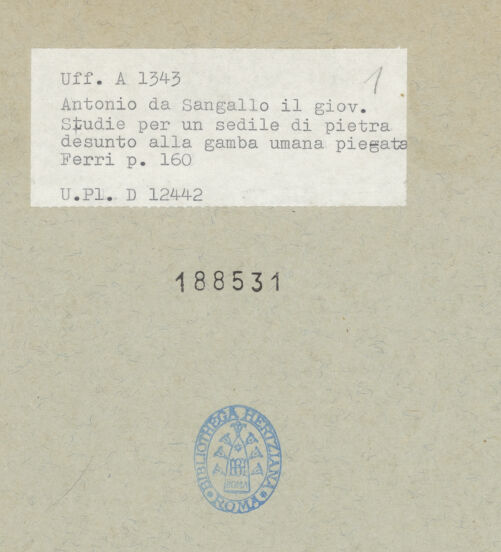 Uff. A 1343
1
Antonio da Sangallo il giov.
Studie per un sedile di pietra
desunto alla gamba umana piegata
Ferri p. 160
U.Pl. D 12442
188531
BIBLIOTHECA HERTZIANA
ROMA
ROMA